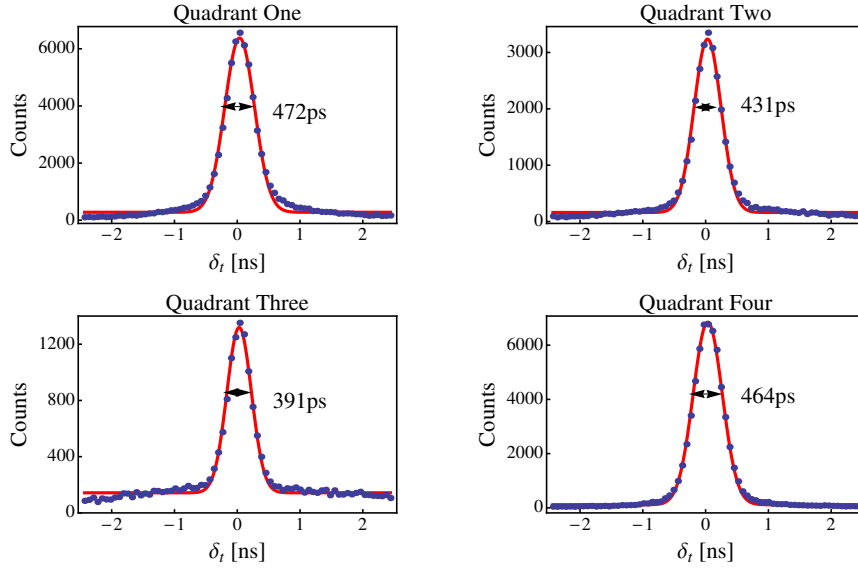 Quadrant One
Counts
6000
4000
2000
0
472ps
−2 −1 0 1 2
δt [ns]
Quadrant Two
Counts
3000
2000
1000
0
431ps
−2 −1 0 1 2
δt [ns]
Quadrant Three
Counts
1200
800
400
0
391ps
−2 −1 0 1 2
δt [ns]
Quadrant Four
Counts
6000
4000
2000
0
464ps
−2 −1 0 1 2
δt [ns]